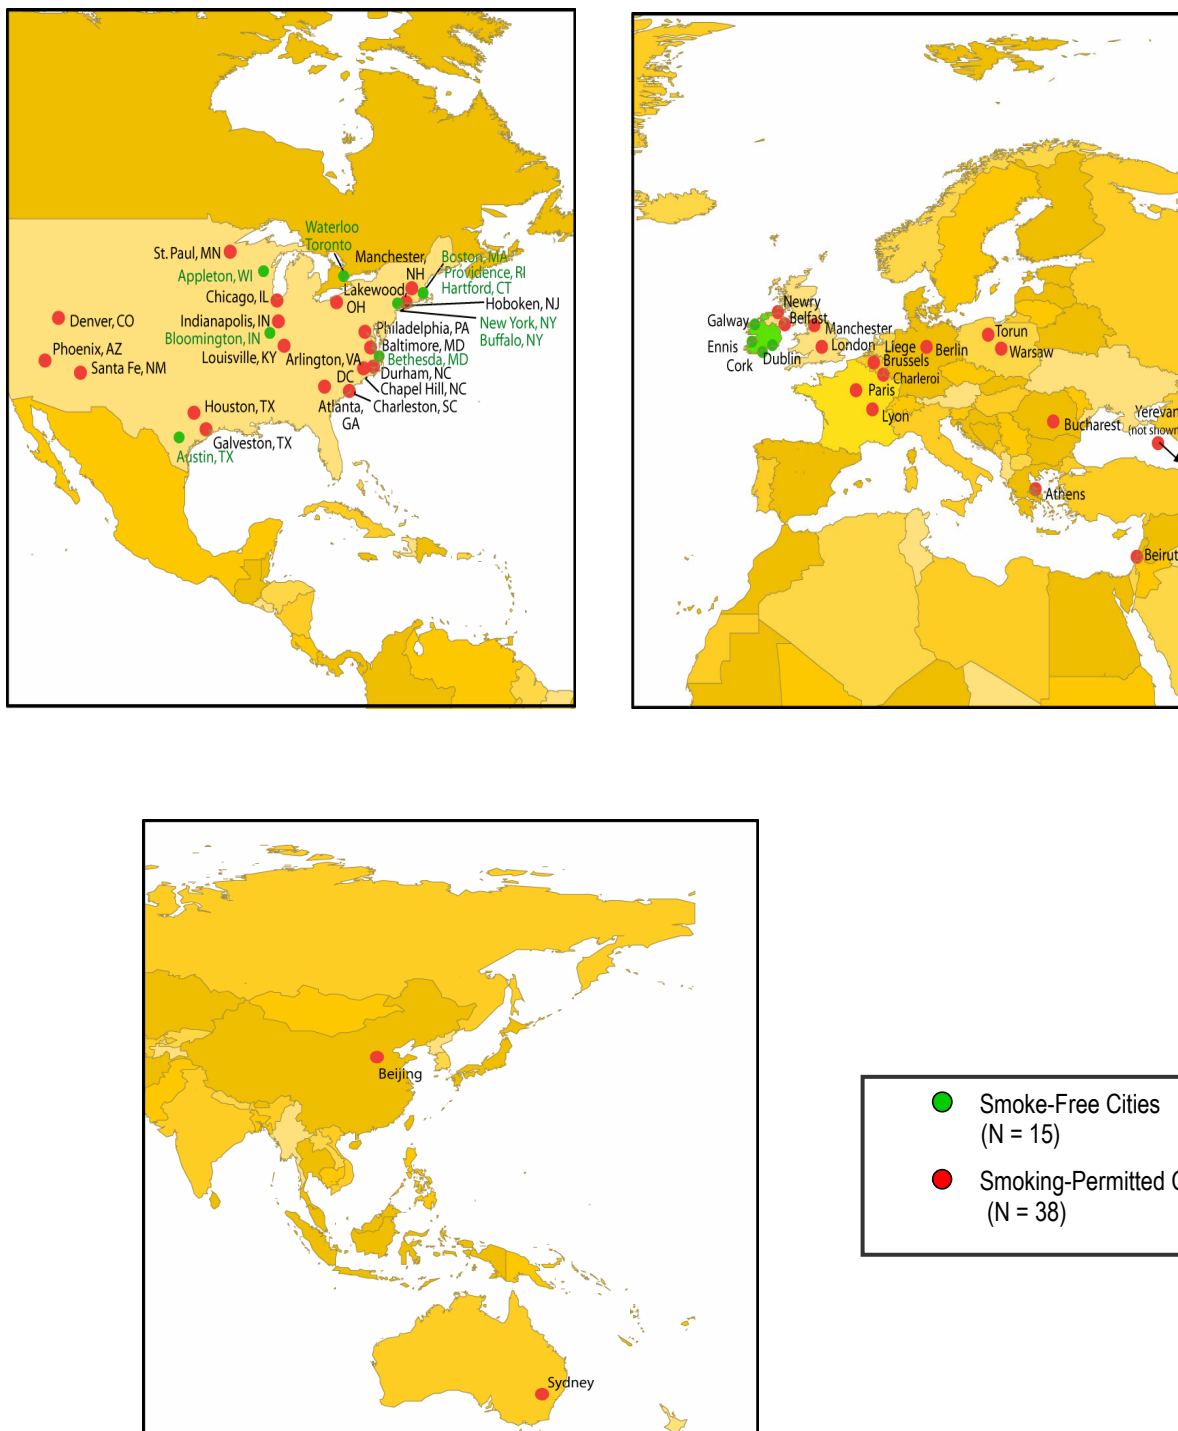 Waterloo
Toronto
St. Paul, MN
Manchester,
NH
Boston, MA
Providence, RI
Hartford, CT
Appleton, WI
Lakewood,
OH
Chicago, IL
Hoboken, NJ
Denver, CO
Indianapolis, IN
New York, NY
Buffalo, NY
Bloomington, IN
Philadelphia, PA
Phoenix, AZ
Louisville, KY
Baltimore, MD
Arlington, VA
Bethesda, MD
Santa Fe, NM
DC
Durham, NC
Chapel Hill, NC
Charleston, SC
Houston, TX
Atlanta,
GA
Galveston, TX
Austin, TX
Newry
Belfast
Galway
Manchester
Ennis
London
Cork
Dublin
Liege
Berlin
Torun
Warsaw
Brussels
Charleroi
Paris
Lyon
Bucharest
Yerevan
(not shown
Athens
Beirut
Beijing
Sydney
Smoke-Free Cities
(N = 15)
Smoking-Permitted C
(N = 38)